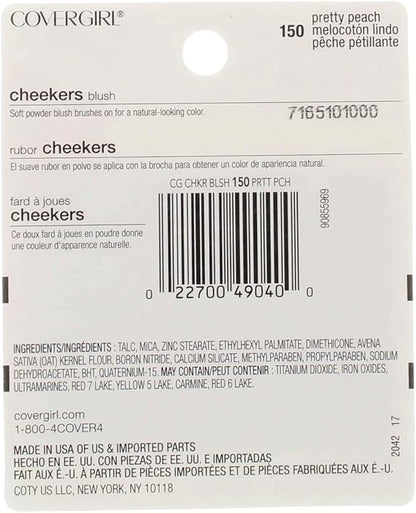 COVERGIRL
150 pretty peach
melocotón lindo
pêche pétillante
cheekers blush
Soft powder blush brushes on for a natural-looking color.
7165101000
rubor cheekers
El suave rubor en polvo se aplica con la brocha para obtener un color de apariencia natural.
fard à joues
cheekers
Ce doux fard à joues en poudre donne
une couleur d'apparence naturelle.
CG CHKR BLSH 150 PRTT PCH
0 22700 49040 0
90855969
INGREDIENTS/INGRÉDIENTS : TALC, MICA, ZINC STEARATE, ETHYLHEXYL PALMITATE, DIMETHICONE, AVENA
SATIVA (OAT) KERNEL FLOUR, BORON NITRIDE, CALCIUM SILICATE, METHYLPARABEN, PROPYLPARABEN, SODIUM
DEHYDROACETATE, BHT, QUATERNIUM-15. MAY CONTAIN/PEUT CONTENIR : TITANIUM DIOXIDE, IRON OXIDES,
ULTRAMARINES, RED 7 LAKE, YELLOW 5 LAKE, CARMINE, RED 6 LAKE.
covergirl.com
1-800-4COVER4
2042 17
MADE IN USA OF US & IMPORTED PARTS
HECHO EN EE. UU. CON PIEZAS DE EE. UU. E IMPORTADAS
FAIT AUX É.-U. À PARTIR DE PIÈCES IMPORTÉES ET DE PIÈCES FABRIQUÉES AUX É.-U.
COTY US LLC, NEW YORK, NY 10118